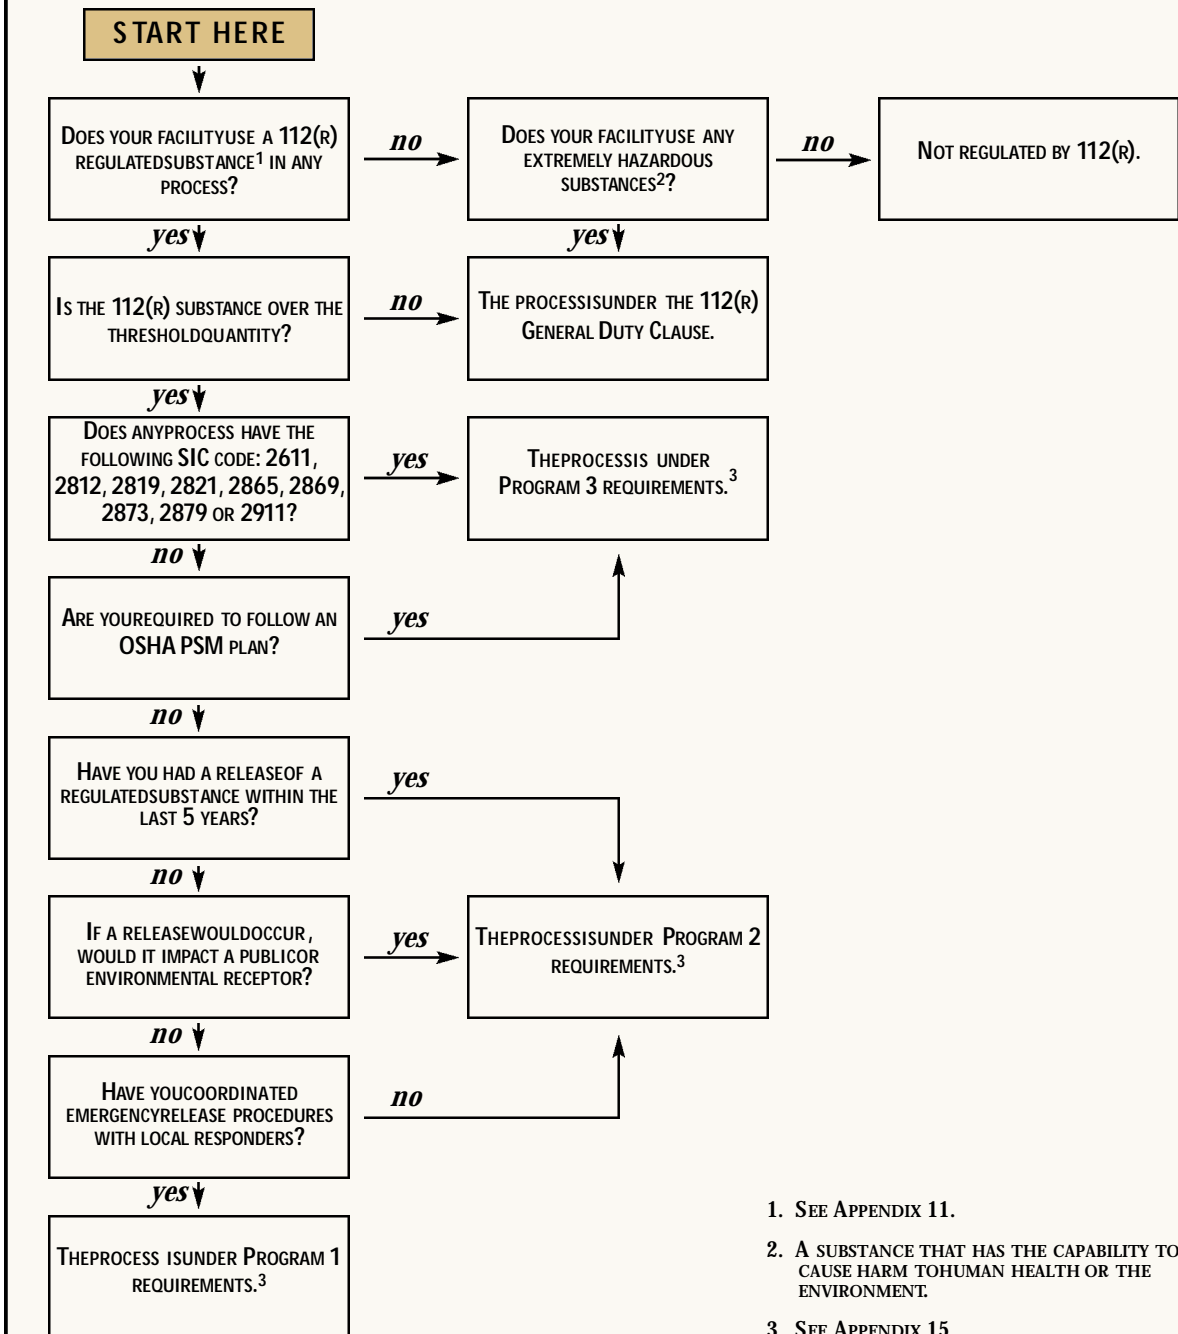 START HERE
DOES YOUR FACILITYUSE A 112(R)
REGULATEDSUBSTANCE1 IN ANY
PROCESS?
no
DOES YOUR FACILITYUSE ANY
EXTREMELY HAZARDOUS
SUBSTANCES2?
no
NOT REGULATED BY 112(R).
yes
yes
IS THE 112(R) SUBSTANCE OVER THE
THRESHOLDQUANTITY?
no
THE PROCESSISUNDER THE 112(R)
GENERAL DUTY CLAUSE.
yes
DOES ANYPROCESS HAVE THE
FOLLOWING SIC CODE: 2611,
2812, 2819, 2821, 2865, 2869,
2873, 2879 OR 2911?
yes
THEPROCESSIS UNDER
PROGRAM 3 REQUIREMENTS.3
no
ARE YOUREQUIRED TO FOLLOW AN
OSHA PSM PLAN?
yes
no
HAVE YOU HAD A RELEASEOF A
REGULATEDSUBSTANCE WITHIN THE
LAST 5 YEARS?
yes
no
IF A RELEASEWOULDOCCUR,
WOULD IT IMPACT A PUBLICOR
ENVIRONMENTAL RECEPTOR?
yes
THEPROCESSISUNDER PROGRAM 2
REQUIREMENTS.3
no
HAVE YOUCOORDINATED
EMERGENCYRELEASE PROCEDURES
WITH LOCAL RESPONDERS?
no
yes
THEPROCESS ISUNDER PROGRAM 1
REQUIREMENTS.3
1. SEE APPENDIX 11.
2. A SUBSTANCE THAT HAS THE CAPABILITY TO
CAUSE HARM TOHUMAN HEALTH OR THE
ENVIRONMENT.
3. SEE APPENDIX 15